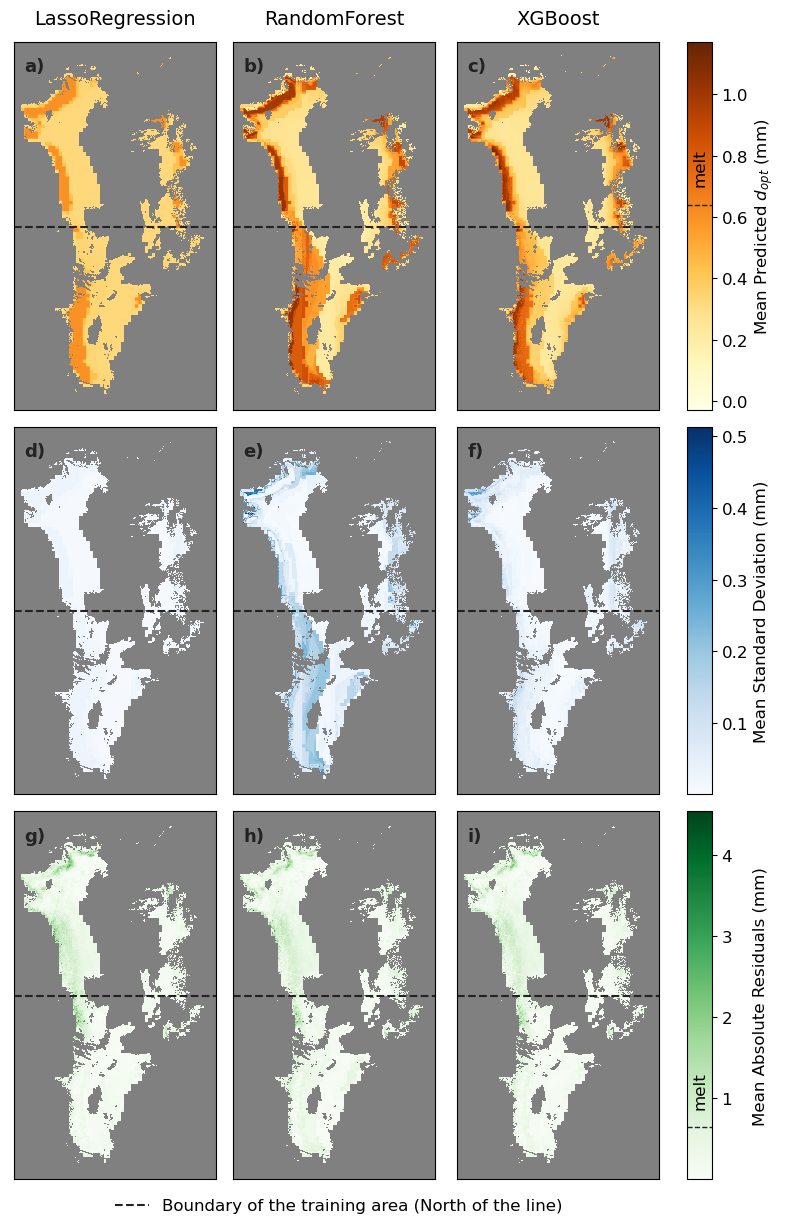 LassoRegression RandomForest XGBoost
a) b) c)
1.0
0.8
0.6
0.4
0.2
0.0
melt
Mean Predicted d_opt (mm)
d) e) f)
0.5
0.4
0.3
0.2
0.1
Mean Standard Deviation (mm)
g) h) i)
4
3
2
1
melt
Mean Absolute Residuals (mm)
Boundary of the training area (North of the line)